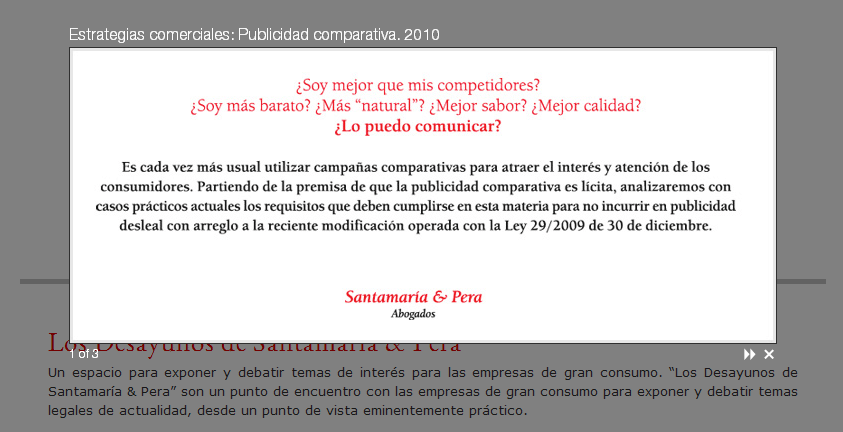 Estrategias comerciales: Publicidad comparativa. 2010
¿Soy mejor que mis competidores?
¿Soy más barato? ¿Más “natural”? ¿Mejor sabor? ¿Mejor calidad?
¿Lo puedo comunicar?
Es cada vez más usual utilizar campañas comparativas para atraer el interés y atención de los
consumidores. Partiendo de la premisa de que la publicidad comparativa es lícita, analizaremos con
casos prácticos actuales los requisitos que deben cumplirse en esta materia para no incurrir en publicidad
desleal con arreglo a la reciente modificación operada con la Ley 29/2009 de 30 de diciembre.
Santamaría & Pera
Abogados
Los Desayunos de Santamaría & Pera
1 of 3
Un espacio para exponer y debatir temas de interés para las empresas de gran consumo. “Los Desayunos de
Santamaría & Pera” son un punto de encuentro con las empresas de gran consumo para exponer y debatir temas
legales de actualidad, desde un punto de vista eminentemente práctico.